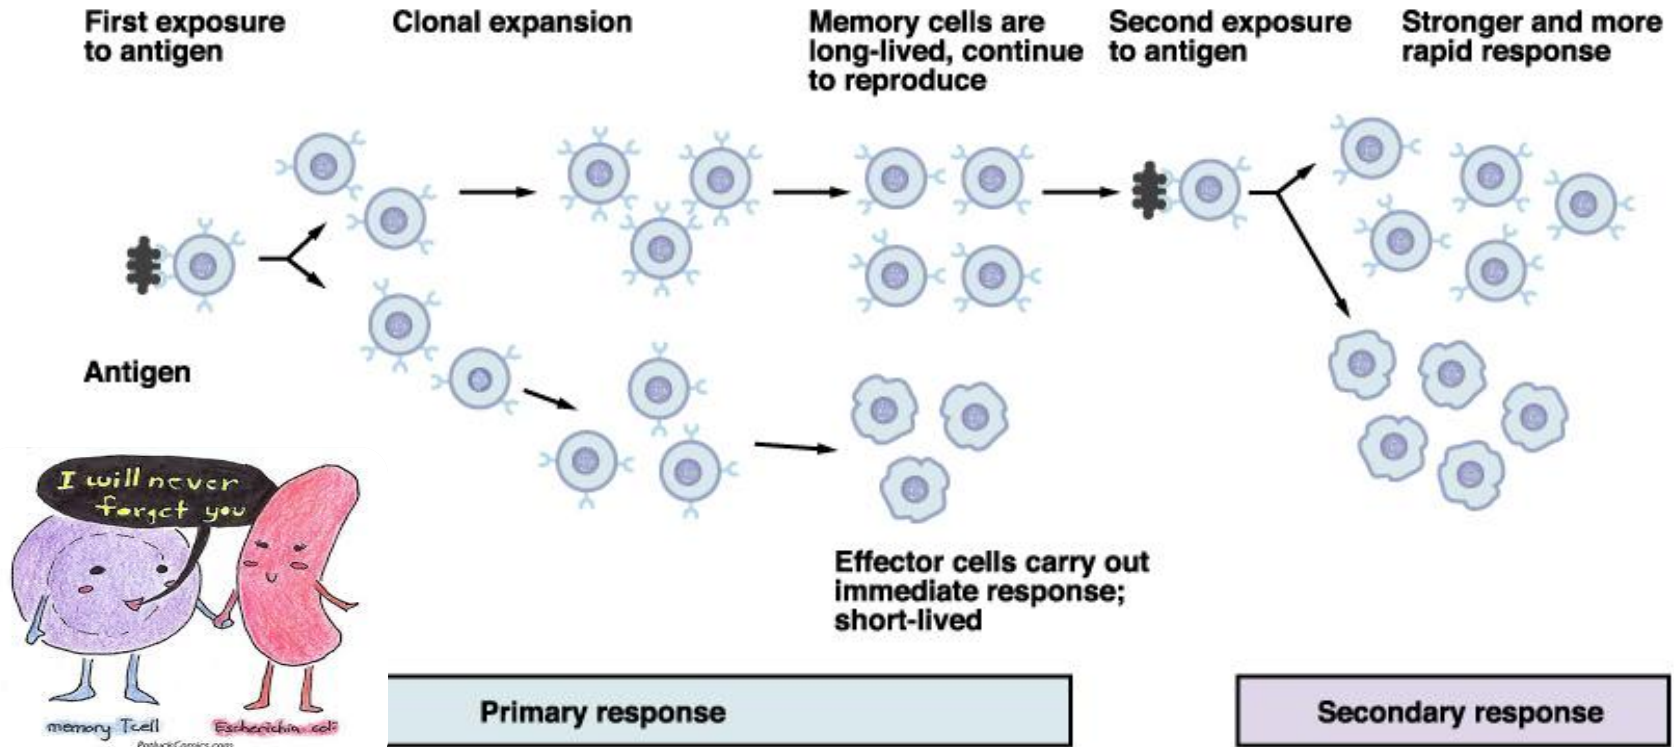 First exposure
to antigen
Clonal expansion
Memory cells are
long-lived, continue
to reproduce
Second exposure
to antigen
Stronger and more
rapid response
Antigen
I will never
forget you
memory Tcell
Escherichia coli
PotluckComics.com
Effector cells carry out
immediate response;
short-lived
Primary response
Secondary response